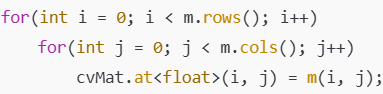 for(int i = 0; i < m.rows(); i++)
    for(int j = 0; j < m.cols(); j++)
        cvMat.at<float>(i, j) = m(i, j);